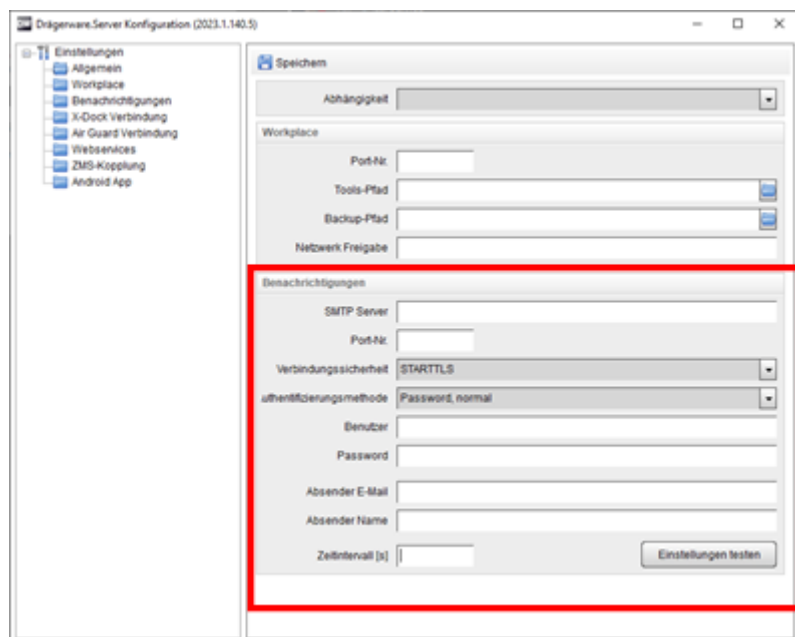 Drägerware.Server Konfiguration (2023.1.140.5)
Einstellungen
Allgemein
Workplace
Benachrichtigungen
X-Dock Verbindung
Air Guard Verbindung
Webservices
ZMS-Kopplung
Android App
Speichern
Abhängigkeit
Workplace
Port-Nr.
Tools-Pfad
Backup-Pfad
Netzwerk Freigabe
Benachrichtigungen
SMTP Server
Port-Nr.
Verbindungssicherheit STARTTLS
uthentifizierungsmethode Password, normal
Benutzer
Password
Absender E-Mail
Absender Name
Zeitintervall [s] Einstellungen testen